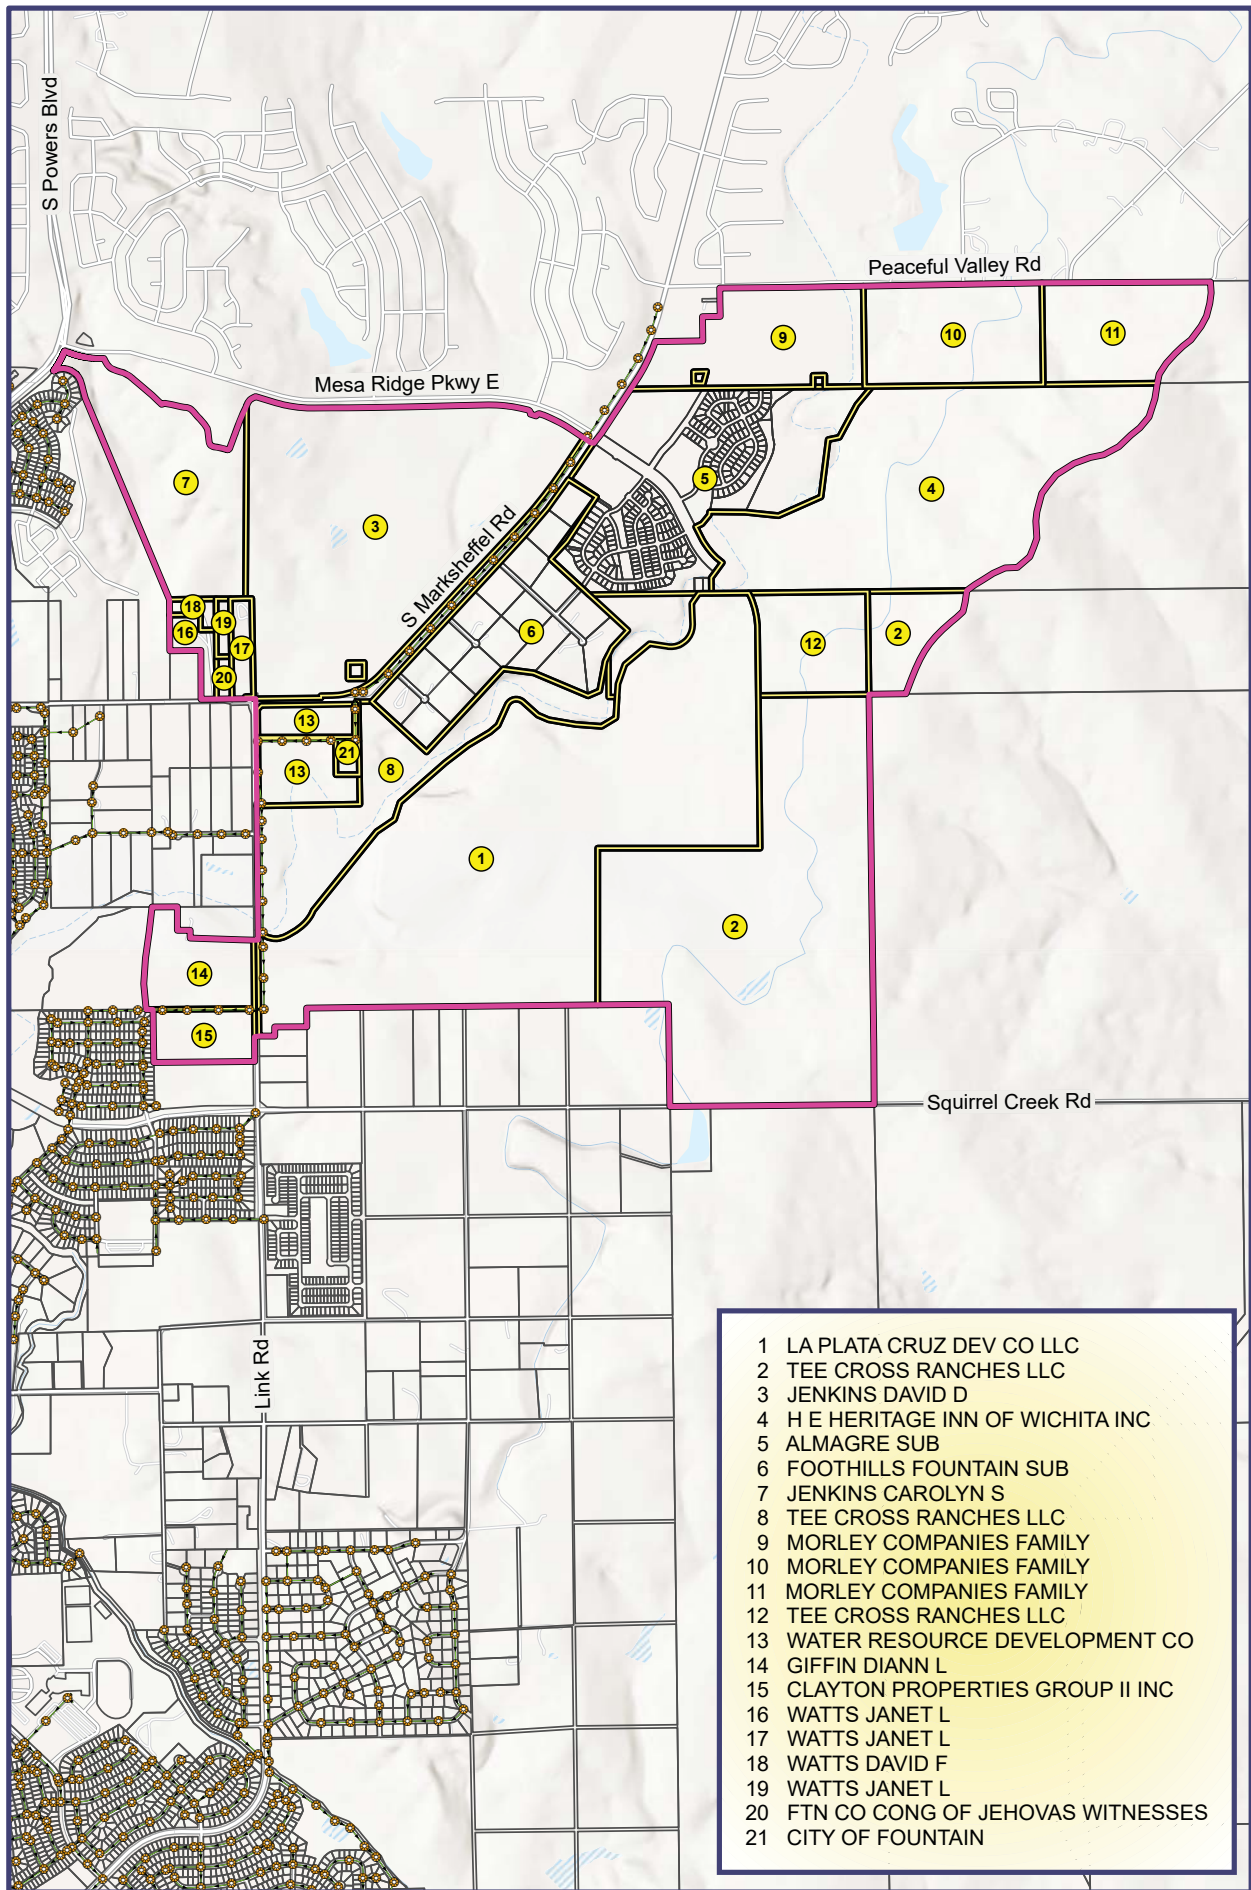 S Powers Blvd
Peaceful Valley Rd
9
10
11
Mesa Ridge Pkwy E
7
5
4
3
S Marksheffel Rd
18
19
16
6
2
12
17
20
13
21
13
8
1
2
14
15
Squirrel Creek Rd
Link Rd
1 LA PLATA CRUZ DEV CO LLC
2 TEE CROSS RANCHES LLC
3 JENKINS DAVID D
4 H E HERITAGE INN OF WICHITA INC
5 ALMAGRE SUB
6 FOOTHILLS FOUNTAIN SUB
7 JENKINS CAROLYN S
8 TEE CROSS RANCHES LLC
9 MORLEY COMPANIES FAMILY
10 MORLEY COMPANIES FAMILY
11 MORLEY COMPANIES FAMILY
12 TEE CROSS RANCHES LLC
13 WATER RESOURCE DEVELOPMENT CO
14 GIFFIN DIANN L
15 CLAYTON PROPERTIES GROUP II INC
16 WATTS JANET L
17 WATTS JANET L
18 WATTS DAVID F
19 WATTS JANET L
20 FTN CO CONG OF JEHOVAS WITNESSES
21 CITY OF FOUNTAIN